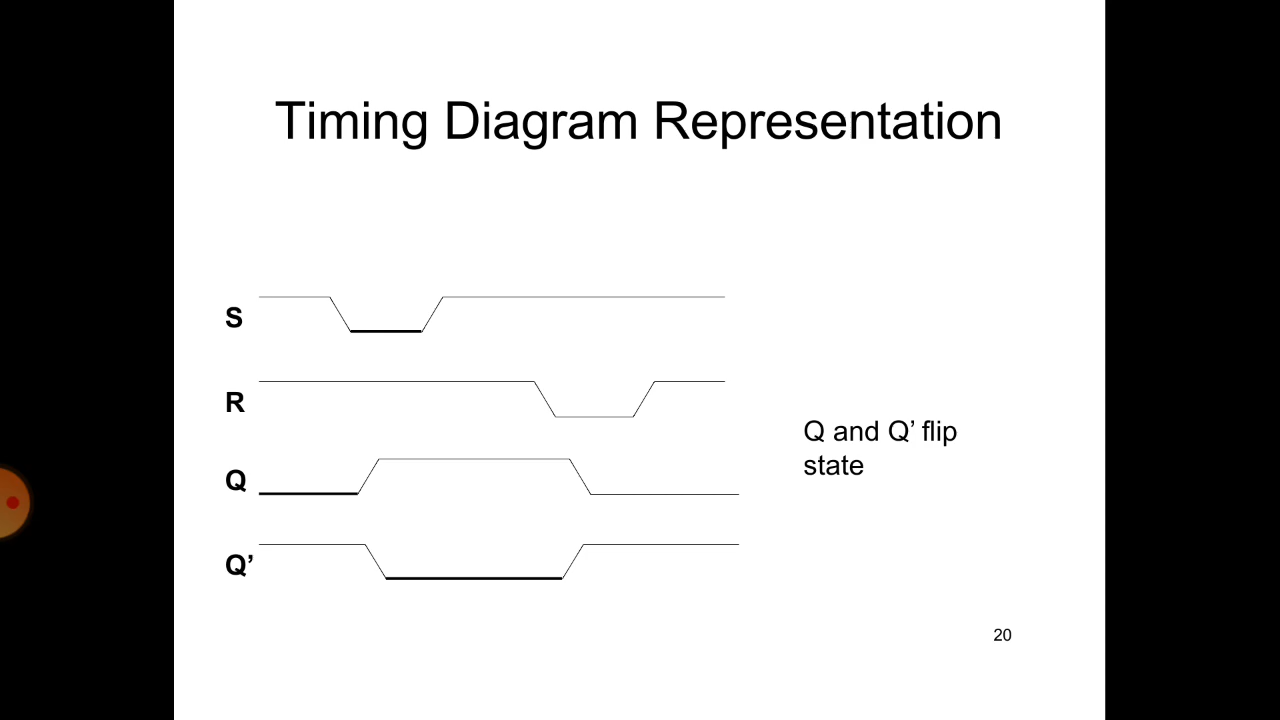 Timing Diagram Representation
S
R
Q
Q’
Q and Q’ flip
state
20